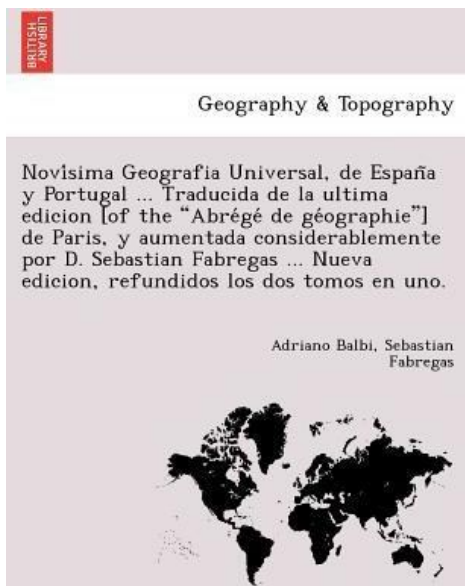 BRITISH
LIBRARY
Geography & Topography
Novísima Geografia Universal, de España
y Portugal ... Traducida de la ultima
edicion [of the “Abrégé de géographie”]
de Paris, y aumentada considerablemente
por D. Sebastian Fabregas ... Nueva
edicion, refundidos los dos tomos en uno.
Adriano Balbi, Sebastian
Fabregas